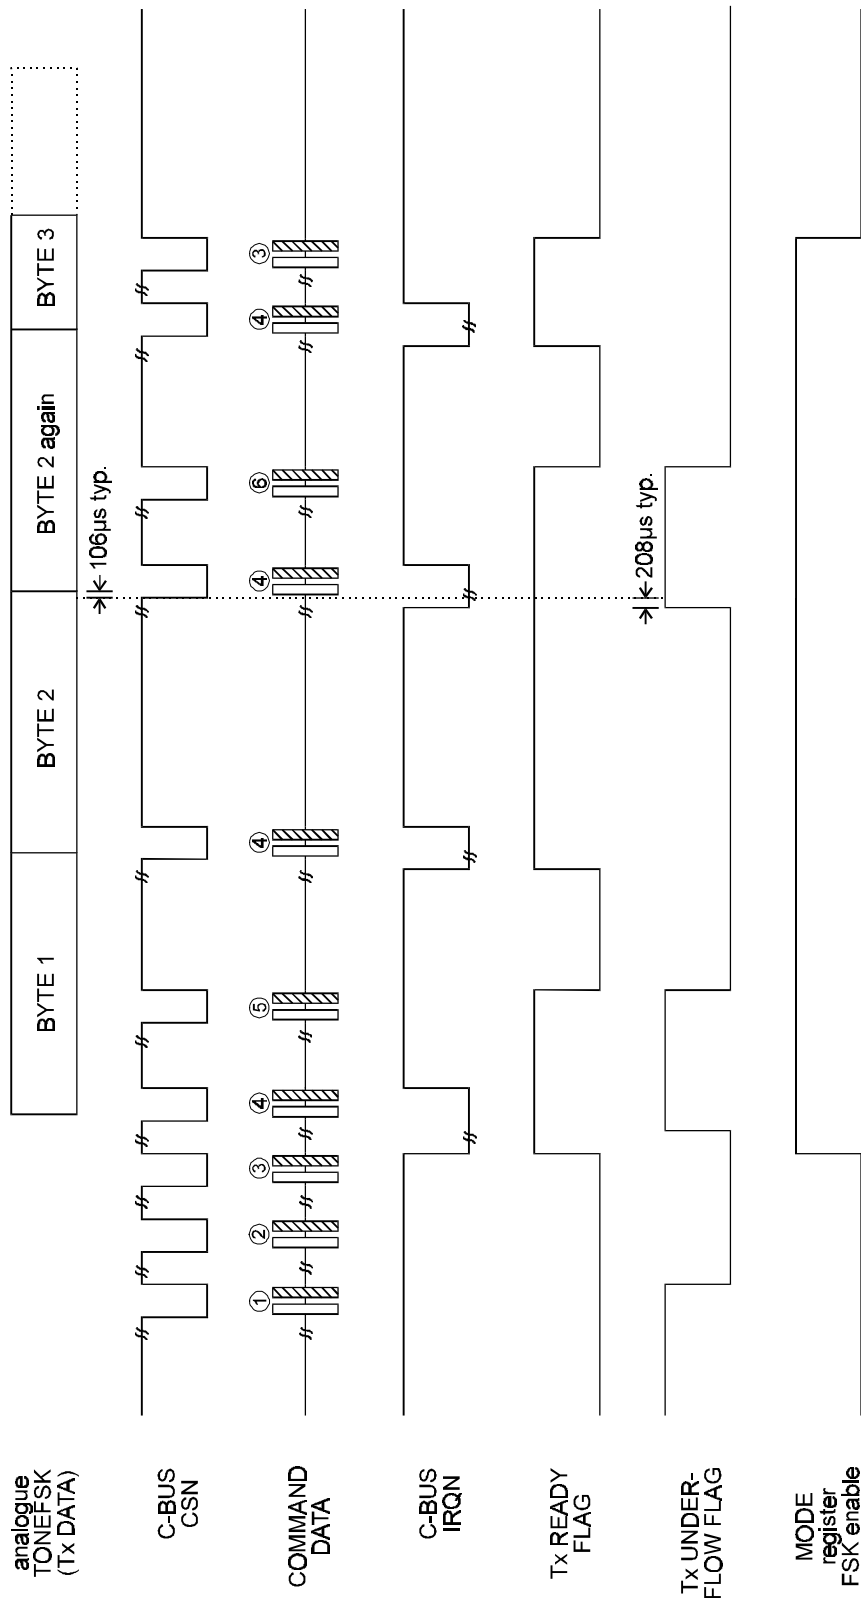 analogue
TONEFSK
(Tx DATA)
BYTE 1
BYTE 2
BYTE 2 again
BYTE 3
106µs typ.
C-BUS
CSN
COMMAND
DATA
1
2
3
4
5
4
4
6
4
3
C-BUS
IRQN
Tx READY
FLAG
Tx UNDER-
FLOW FLAG
208µs typ.
MODE
register
FSK enable